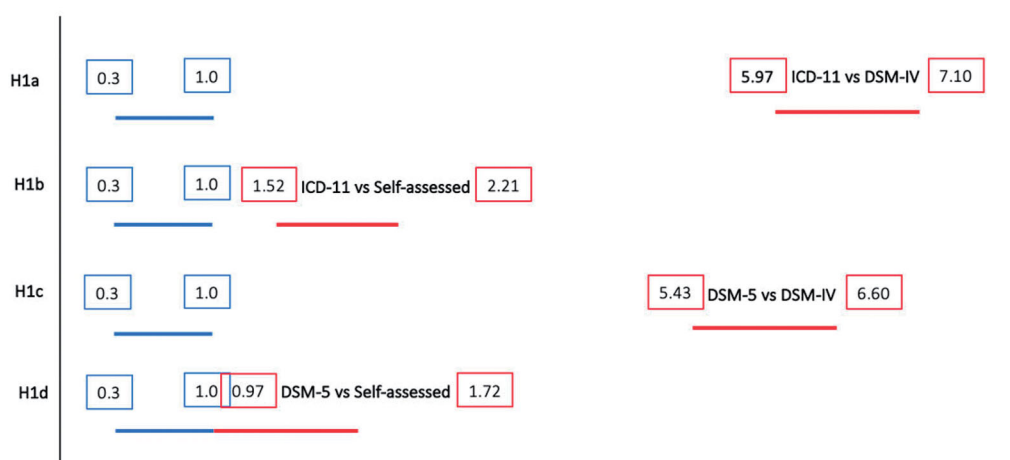 H1a 0.3 1.0 5.97 ICD-11 vs DSM-IV 7.10
H1b 0.3 1.0 1.52 ICD-11 vs Self-assessed 2.21
H1c 0.3 1.0 5.43 DSM-5 vs DSM-IV 6.60
H1d 0.3 1.0 0.97 DSM-5 vs Self-assessed 1.72